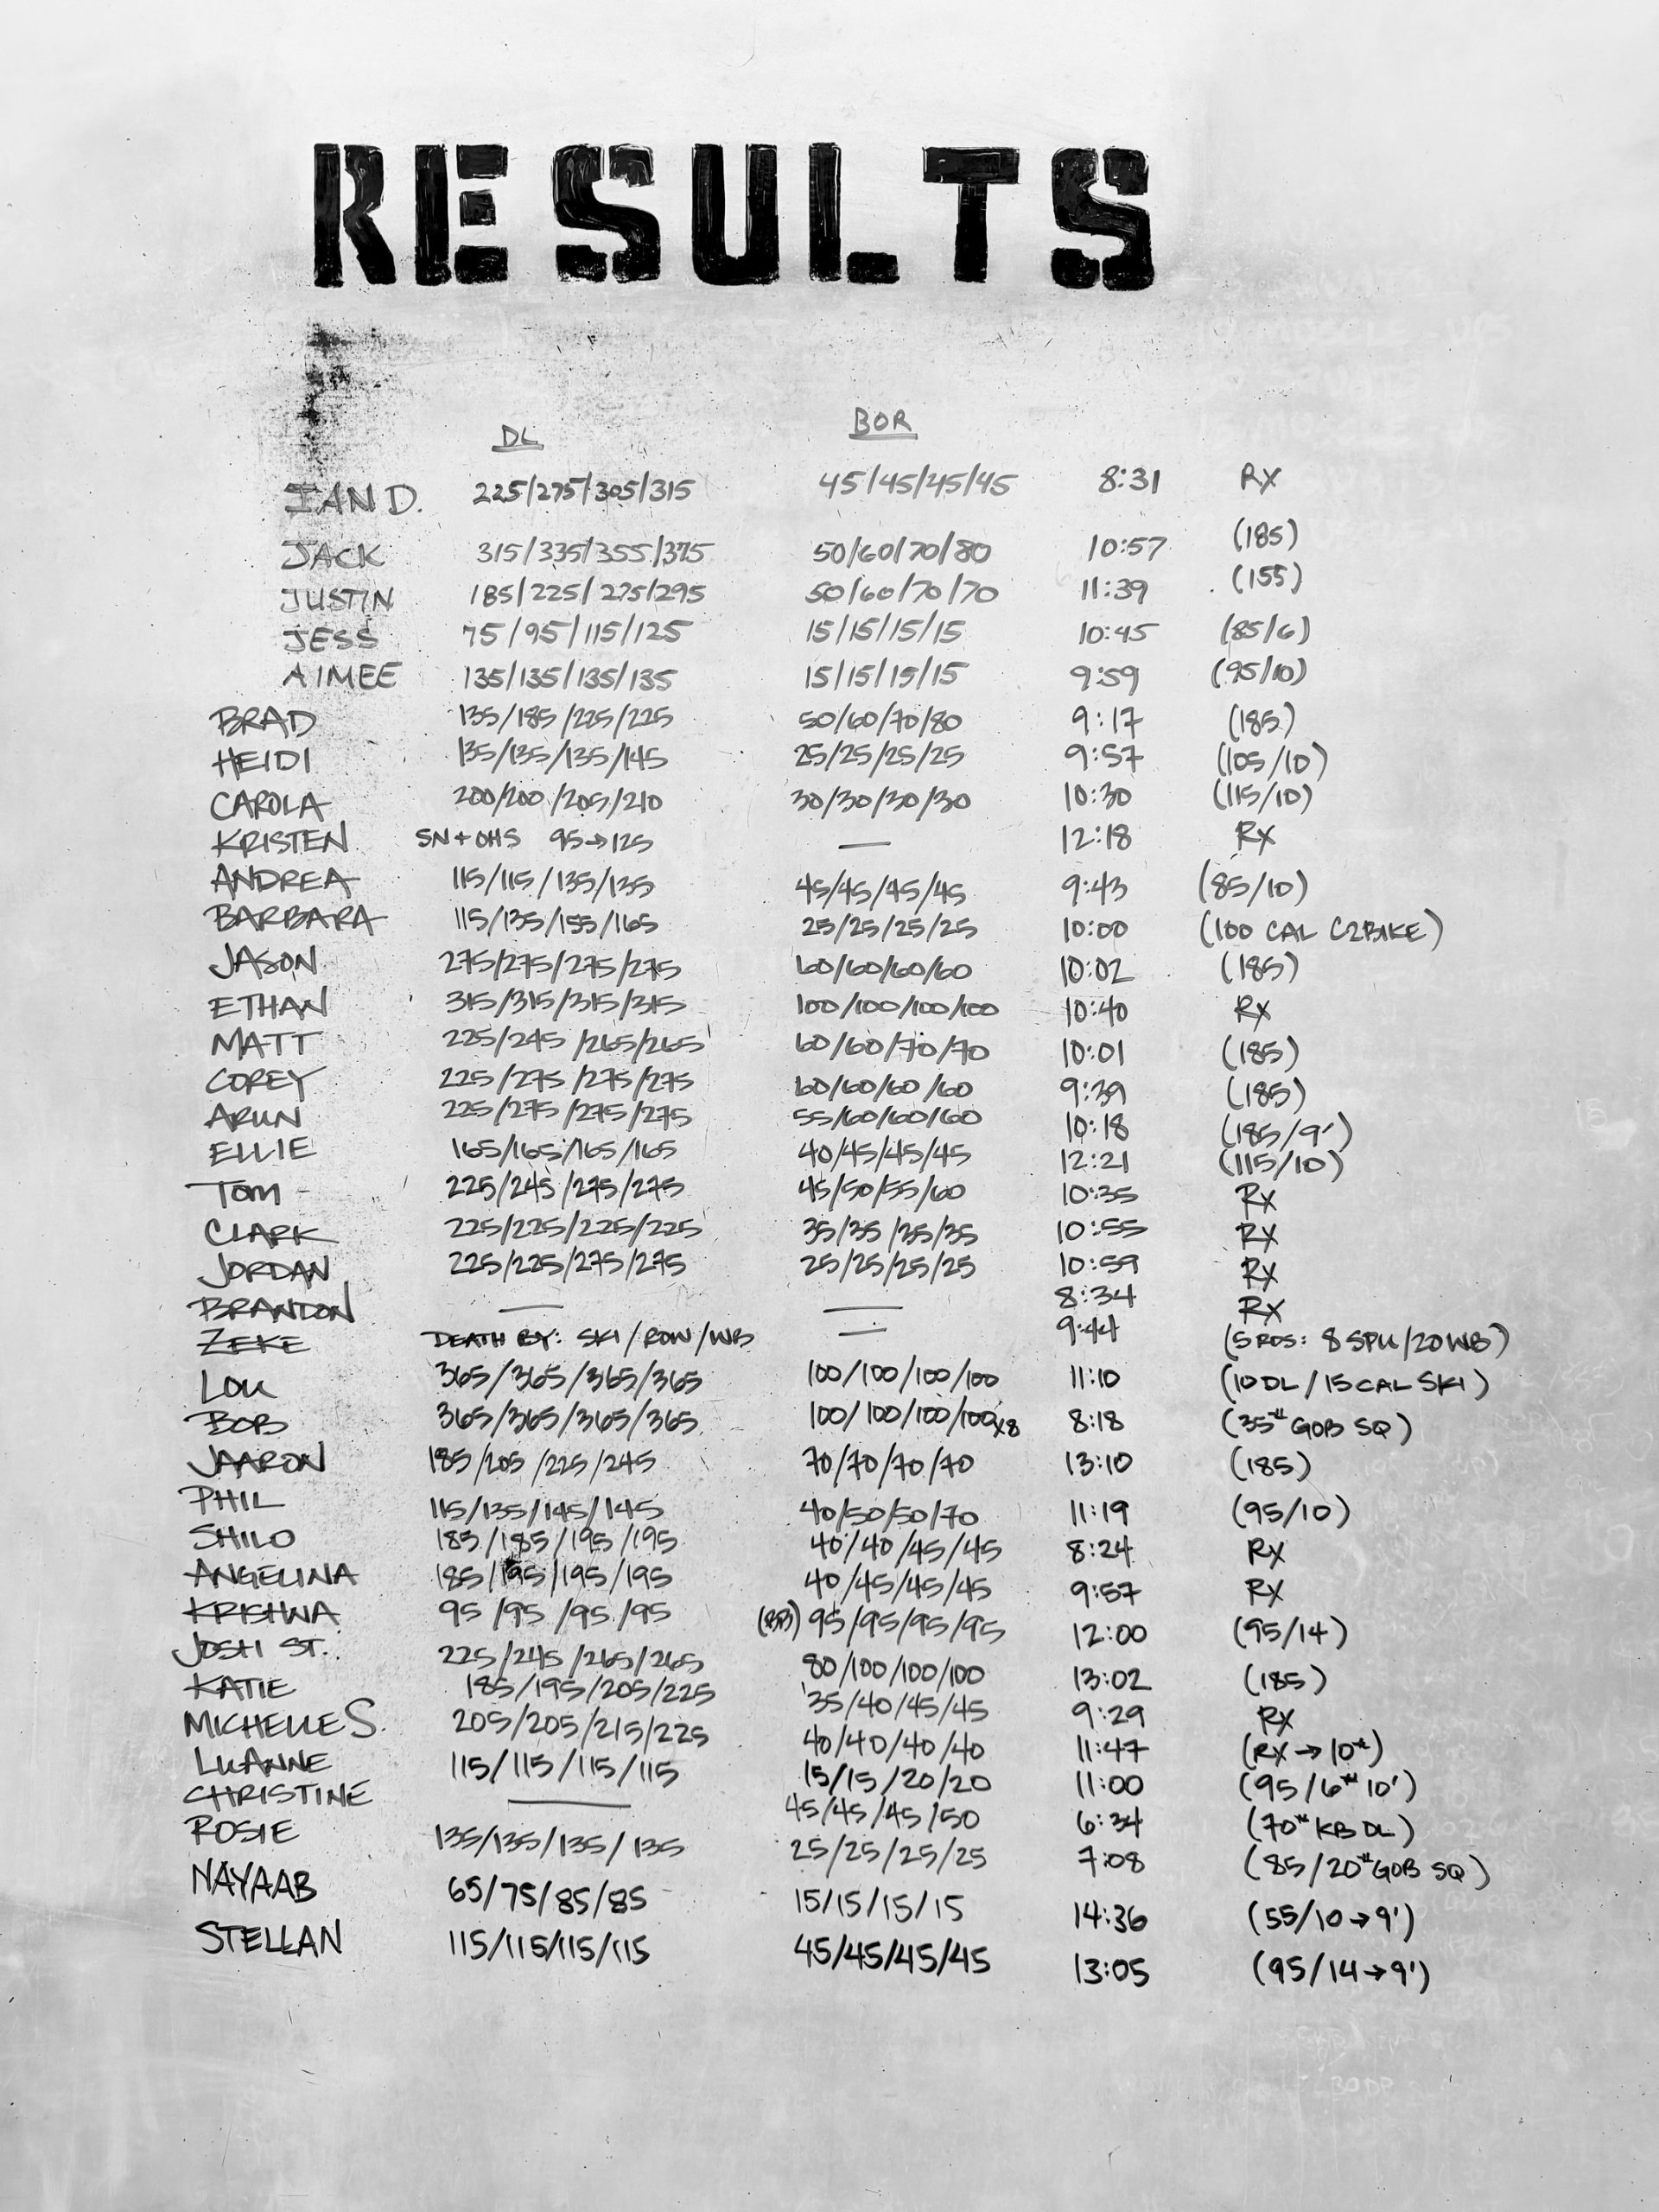 RESULTS
DL BOR
IAN D. 225/275/305/315 45/45/45/45 8:31 RX
JACK 315/335/355/375 50/60/70/80 10:57 (185)
JUSTIN 185/225/275/295 50/60/70/70 11:39 (155)
JESS 75/95/115/125 15/15/15/15 10:45 (85/6)
AIMEE 135/135/135/135 15/15/15/15 9:59 (95/10)
BRAD 135/185/225/225 50/60/70/80 9:17 (185)
HEIDI 135/135/135/145 25/25/25/25 9:57 (105/10)
CAROLA 200/200/205/210 30/30/30/30 10:30 (115/10)
KRISTEN SN + OHS 95→125 — 12:18 RX
ANDREA 115/115/135/135 45/45/45/45 9:43 (85/10)
BARBARA 115/135/155/165 25/25/25/25 10:00 (100 CAL C2BIKE)
JASON 275/275/275/275 60/60/60/60 10:02 (185)
ETHAN 315/315/315/315 100/100/100/100 10:40 RX
MATT 225/245/265/265 60/60/70/70 10:01 (185)
COREY 225/275/275/275 60/60/60/60 9:39 (185)
ARUN 225/275/275/275 55/60/60/60 10:18 (185/9')
ELLIE 165/165/165/165 40/45/45/45 12:21 (115/10)
TOM 225/245/275/275 45/50/55/60 10:35 RX
CLARK 225/225/225/225 35/35/35/35 10:55 RX
JORDAN 225/225/275/275 25/25/25/25 10:59 RX
BRANDON — — 8:34 RX
ZEKE DEATH BY: SKI/ROW/WB — 9:44 (5 RDS: 8 SPU/20 WB)
LOU 365/365/365/365 100/100/100/100 11:10 (10 DL/15 CAL SKI)
BOB 365/365/365/365 100/100/100/100x8 8:18 (35# GOB SQ)
JAARON 185/205/225/245 70/70/70/70 13:10 (185)
PHIL 115/135/145/145 40/50/50/70 11:19 (95/10)
SHILO 185/185/195/195 40/40/45/45 8:24 RX
ANGELINA 185/195/195/195 40/45/45/45 9:57 RX
KRISHNA 95/95/95/95 (BB) 95/95/95/95 12:00 (95/14)
JOSH ST. 225/245/265/265 80/100/100/100 13:02 (185)
KATIE 185/195/205/225 35/40/45/45 9:29 RX
MICHELLE S. 205/205/215/225 40/40/40/40 11:47 (RX→10#)
LUANNE 115/115/115/115 15/15/20/20 11:00 (95/6# 10')
CHRISTINE — 45/45/45/50 6:34 (70# KB DL)
ROSIE 135/135/135/135 25/25/25/25 7:08 (85/20# GOB SQ)
NAYAAB 65/75/85/85 15/15/15/15 14:36 (55/10→9')
STELLAN 115/115/115/115 45/45/45/45 13:05 (95/14→9')